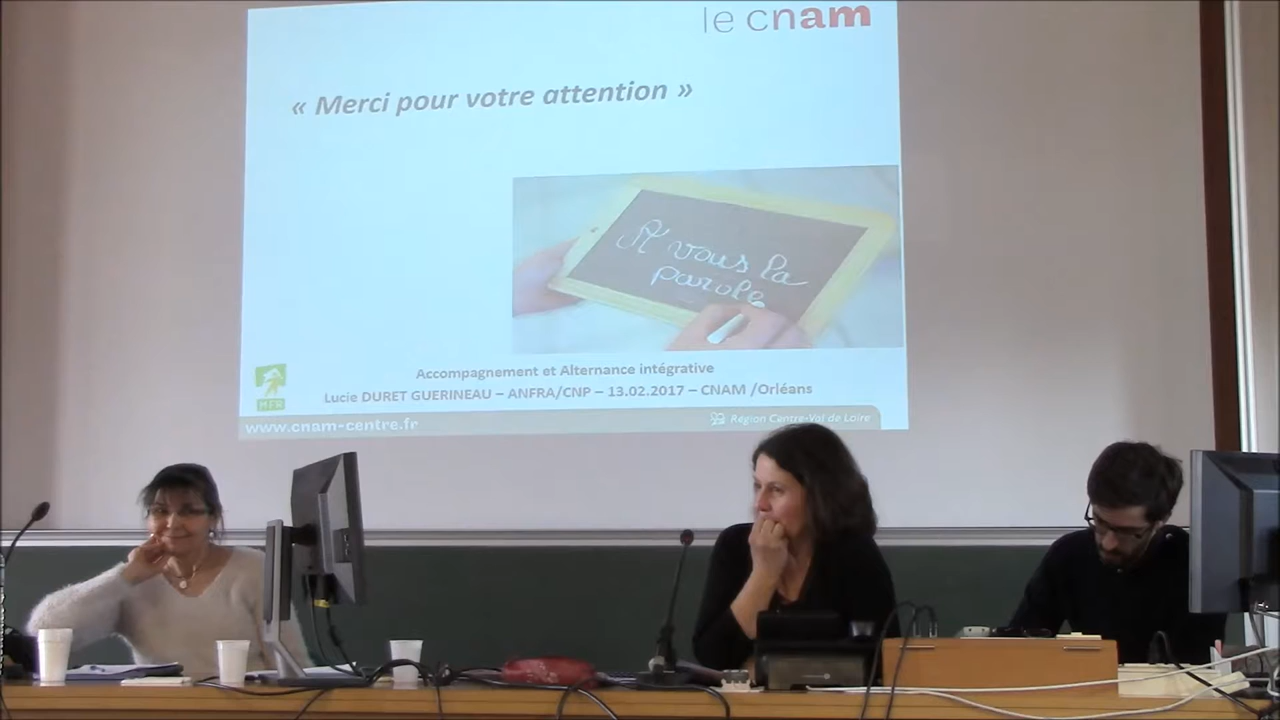 le cnam
« Merci pour votre attention »
A vous la
parole
Accompagnement et Alternance intégrative
Lucie DURET GUERINEAU – ANFRA/CNP – 13.02.2017 – CNAM /Orléans
MFR
www.cnam-centre.fr
Région Centre-Val de Loire